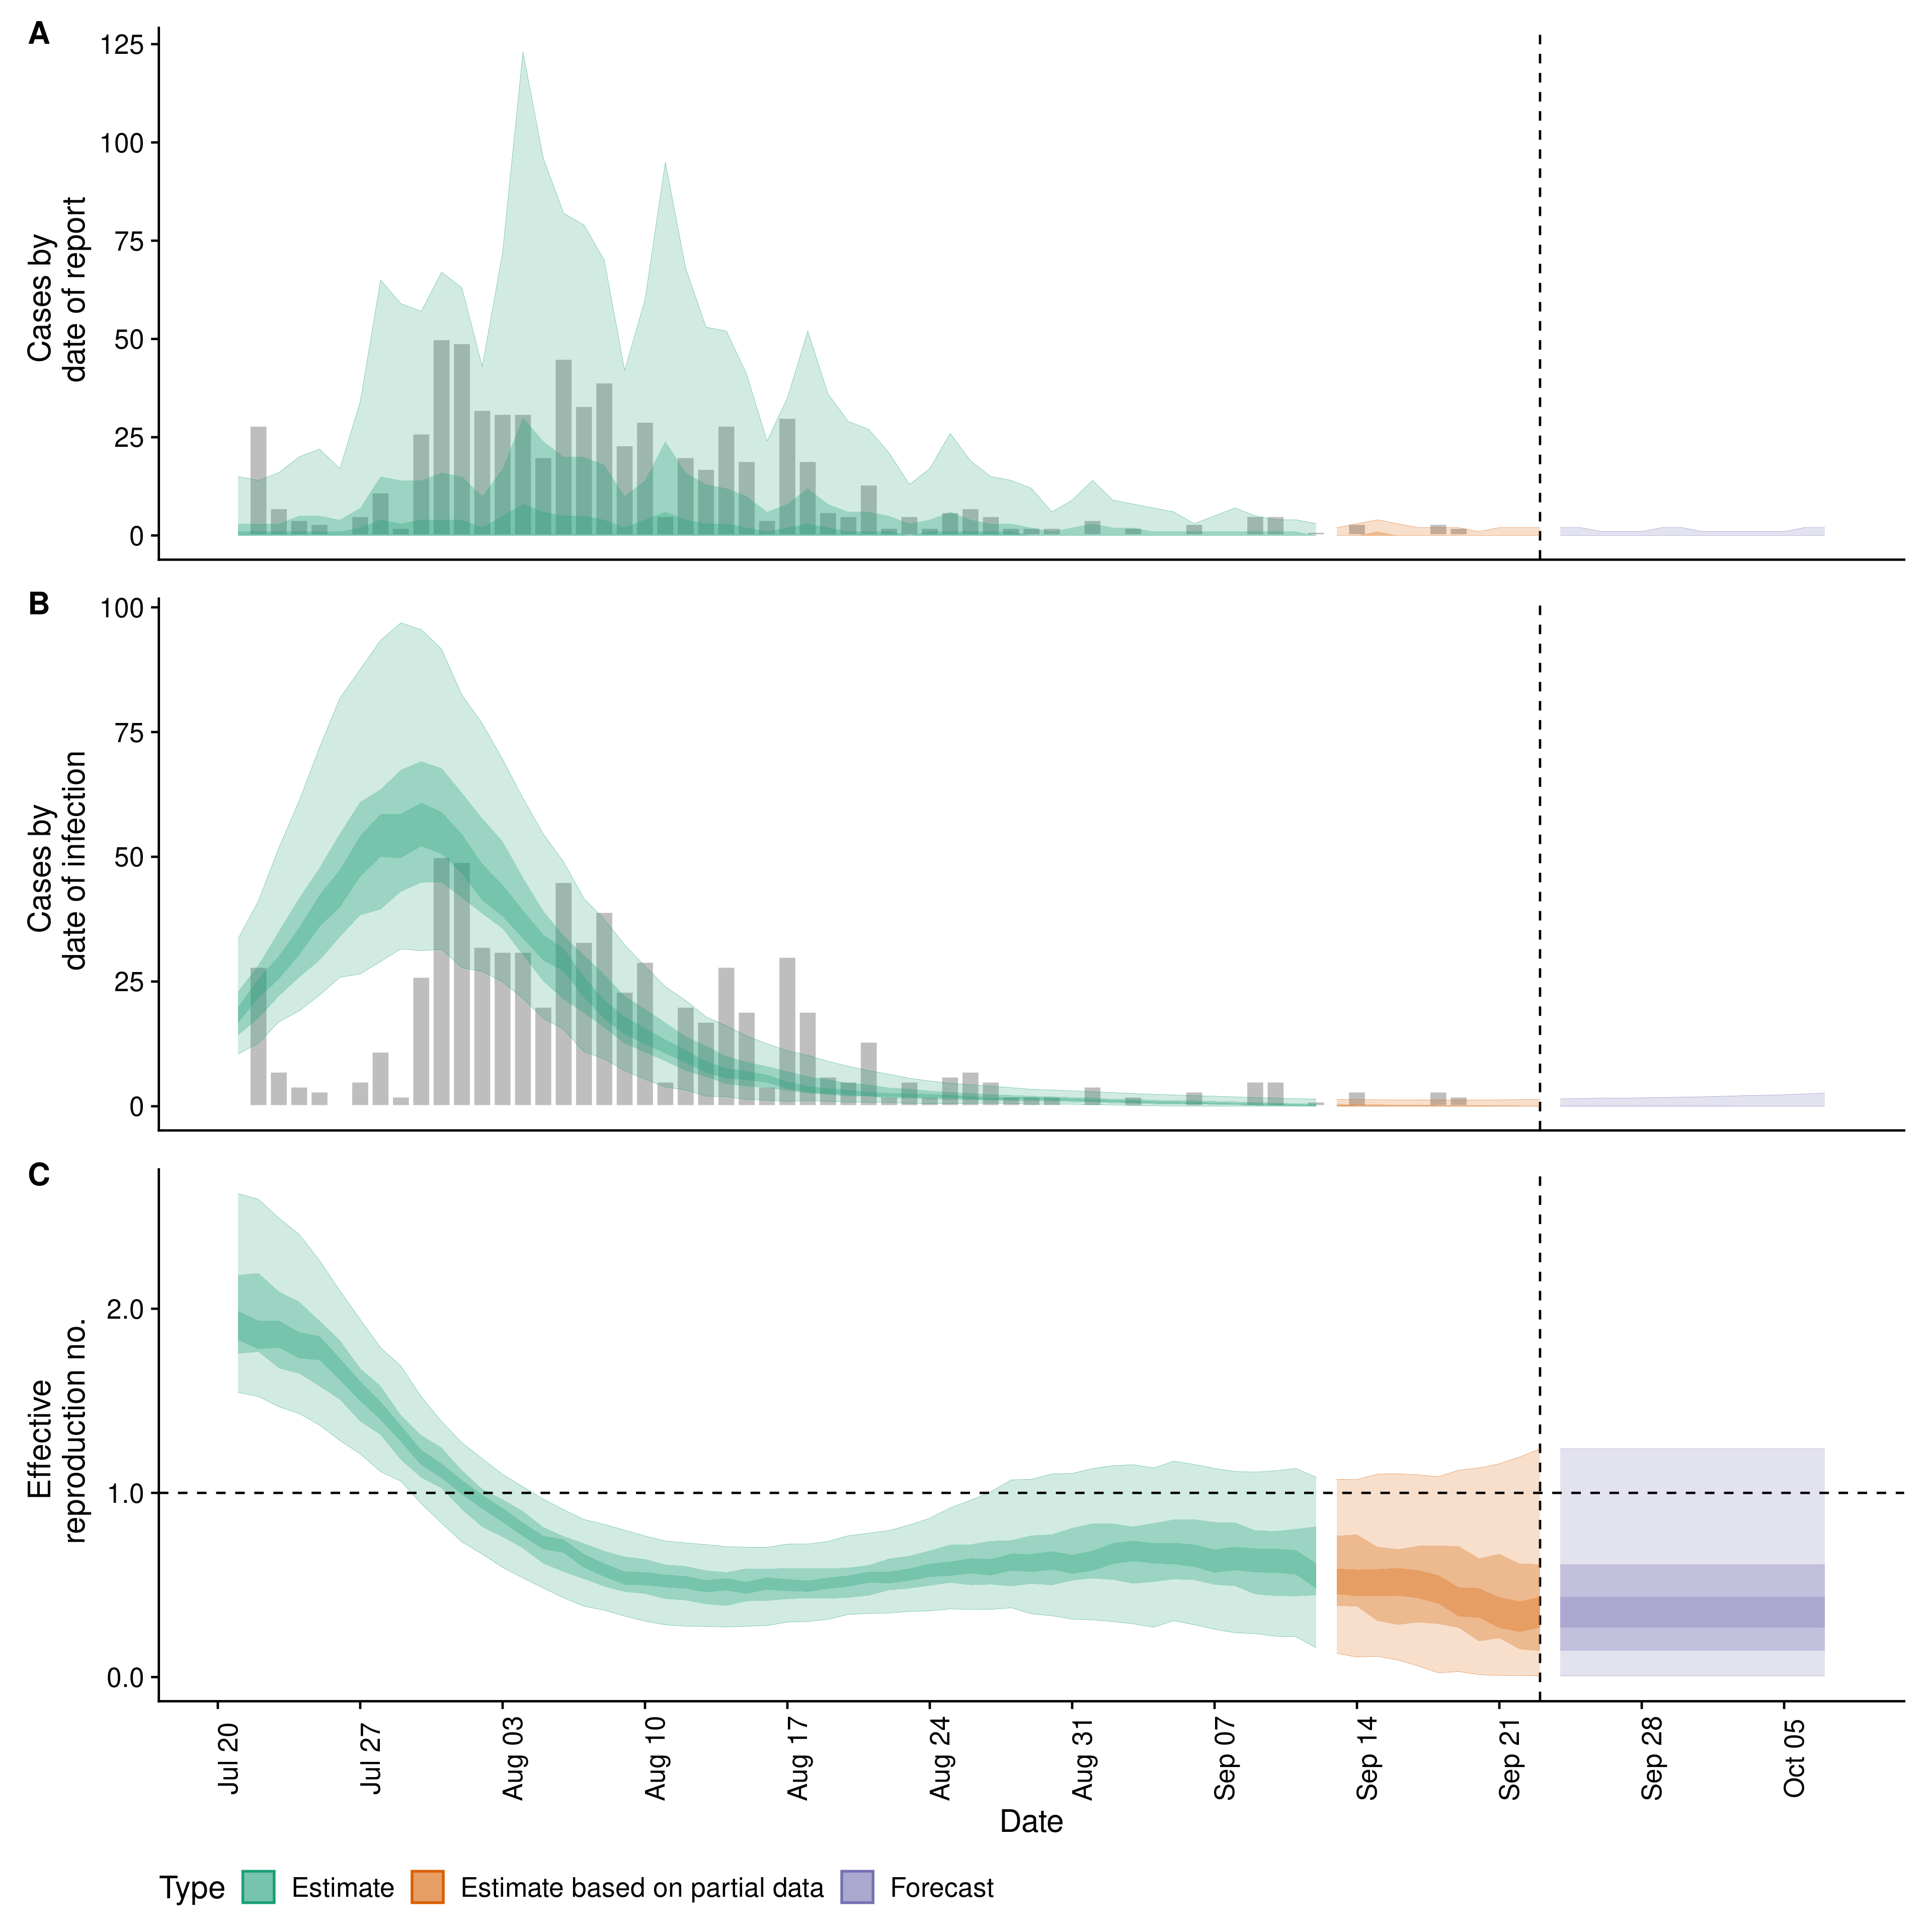 A
125
100
75
50
25
0
Cases by
date of report
B
100
75
50
25
0
Cases by
date of infection
C
2.0
1.0
0.0
Effective
reproduction no.
Jul 20
Jul 27
Aug 03
Aug 10
Aug 17
Aug 24
Aug 31
Sep 07
Sep 14
Sep 21
Sep 28
Oct 05
Date
Type Estimate Estimate based on partial data Forecast